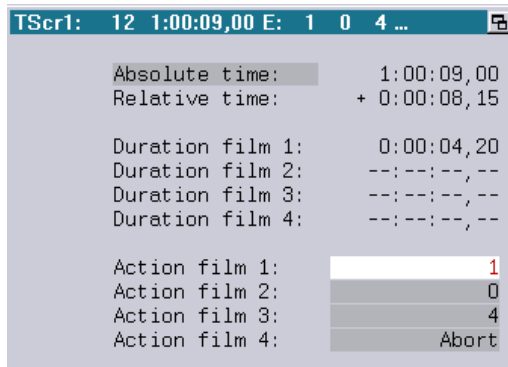 TScr1: 12 1:00:09,00 E: 1 0 4 …
Absolute time: 1:00:09,00
Relative time: + 0:00:08,15
Duration film 1: 0:00:04,20
Duration film 2: --:--:--,--
Duration film 3: --:--:--,--
Duration film 4: --:--:--,--
Action film 1: 1
Action film 2: 0
Action film 3: 4
Action film 4: Abort